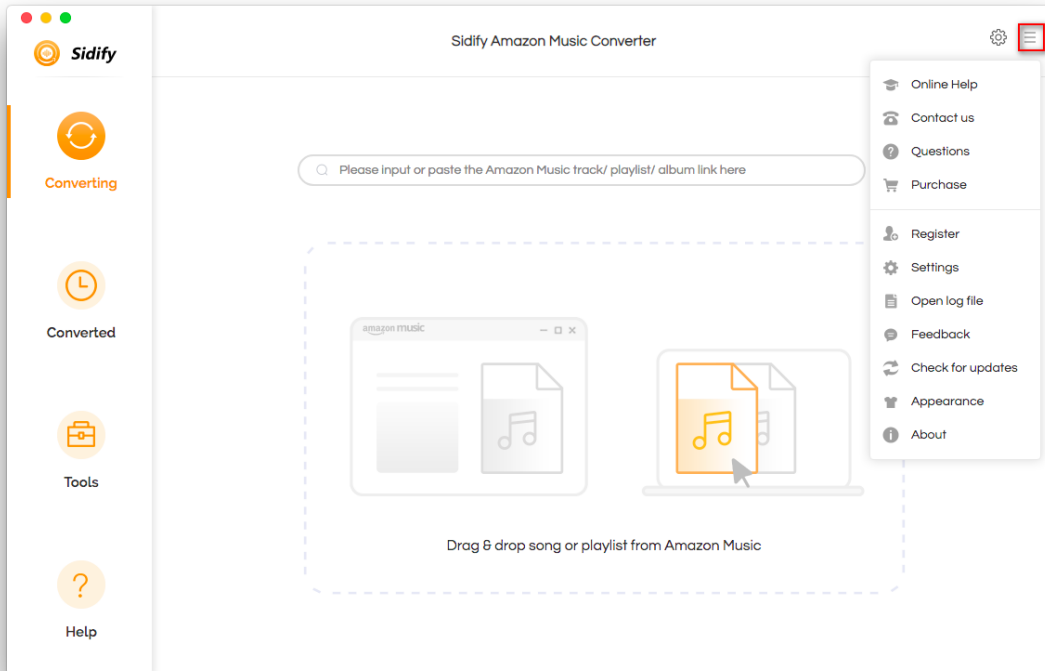 Sidify
Sidify Amazon Music Converter
Converting
Converted
Tools
Help
Please input or paste the Amazon Music track/ playlist/ album link here
amazon music
Drag & drop song or playlist from Amazon Music
Online Help
Contact us
Questions
Purchase
Register
Settings
Open log file
Feedback
Check for updates
Appearance
About